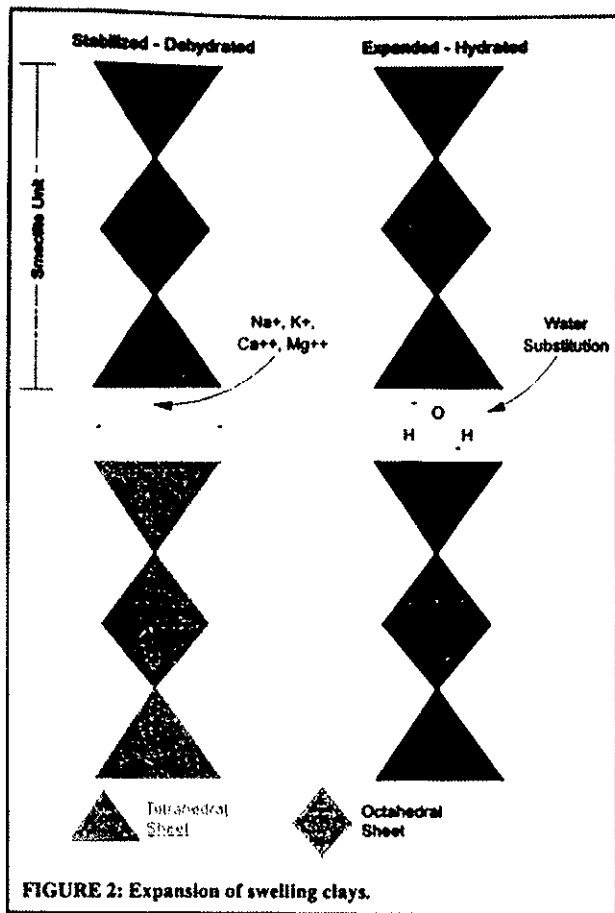 Stabilized - Dehydrated
Expanded - Hydrated
Smectite Unit
Na+, K+,
Ca++, Mg++
Water
Substitution
O
H H
Tetrahedral
Sheet
Octahedral
Sheet
FIGURE 2: Expansion of swelling clays.